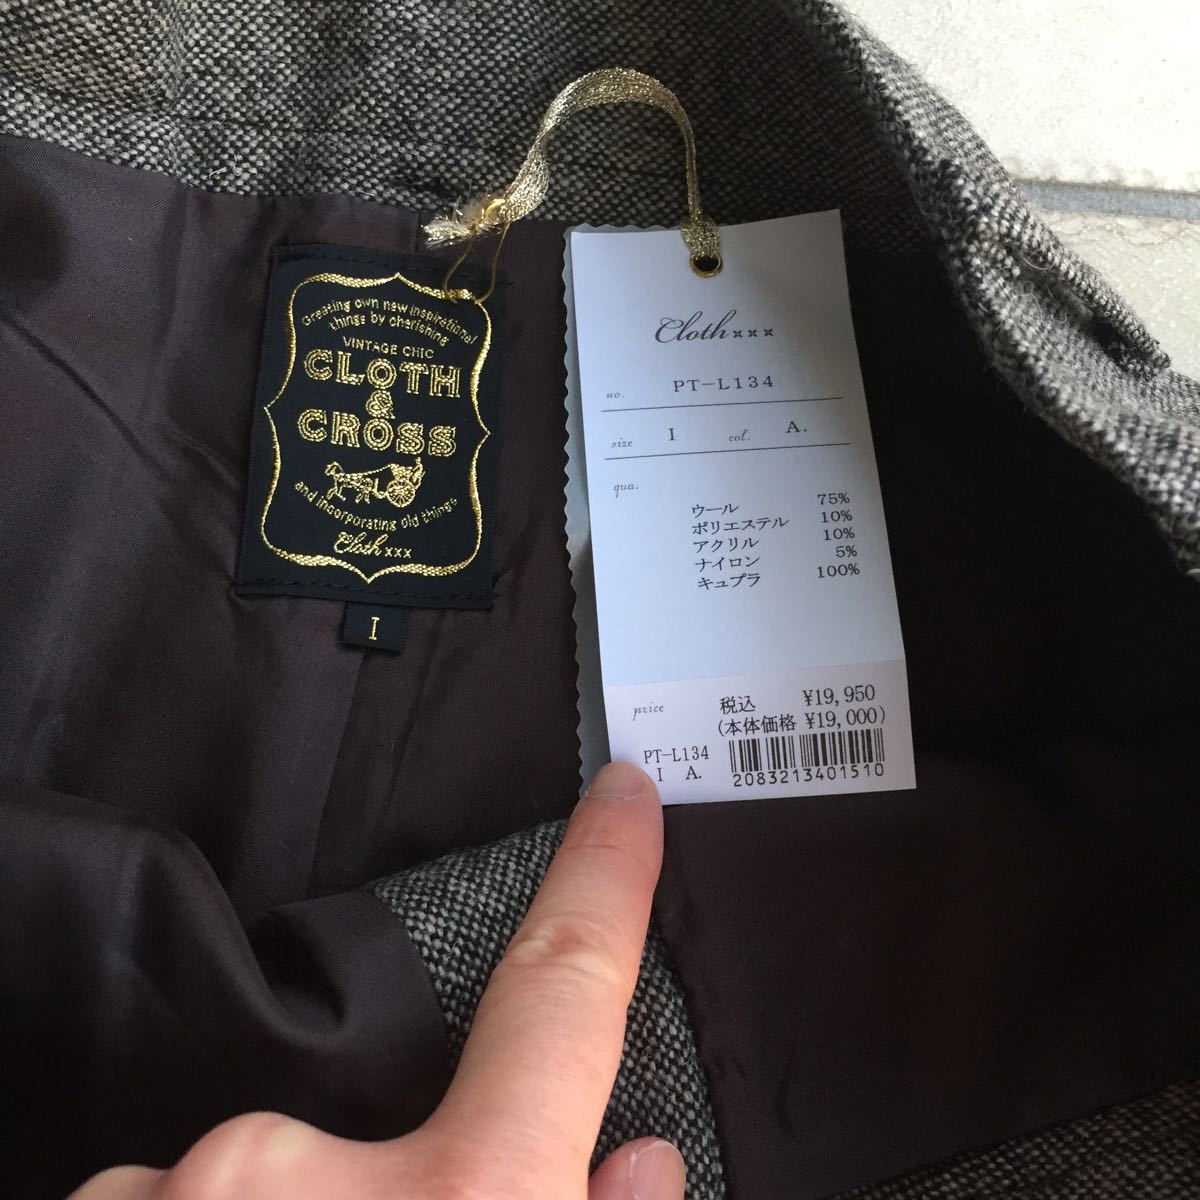 Creating own new inspirational
things by cherishing
VINTAGE CHIC
CLOTH
&
CROSS
and incorporating old things
Cloth xxx
I
Cloth xxx
no. PT-L134
size I col. A.
qua.
ウール 75%
ポリエステル 10%
アクリル 10%
ナイロン 5%
キュプラ 100%
price 税込 ¥19,950
(本体価格 ¥19,000)
PT-L134
I A.
2083213401510